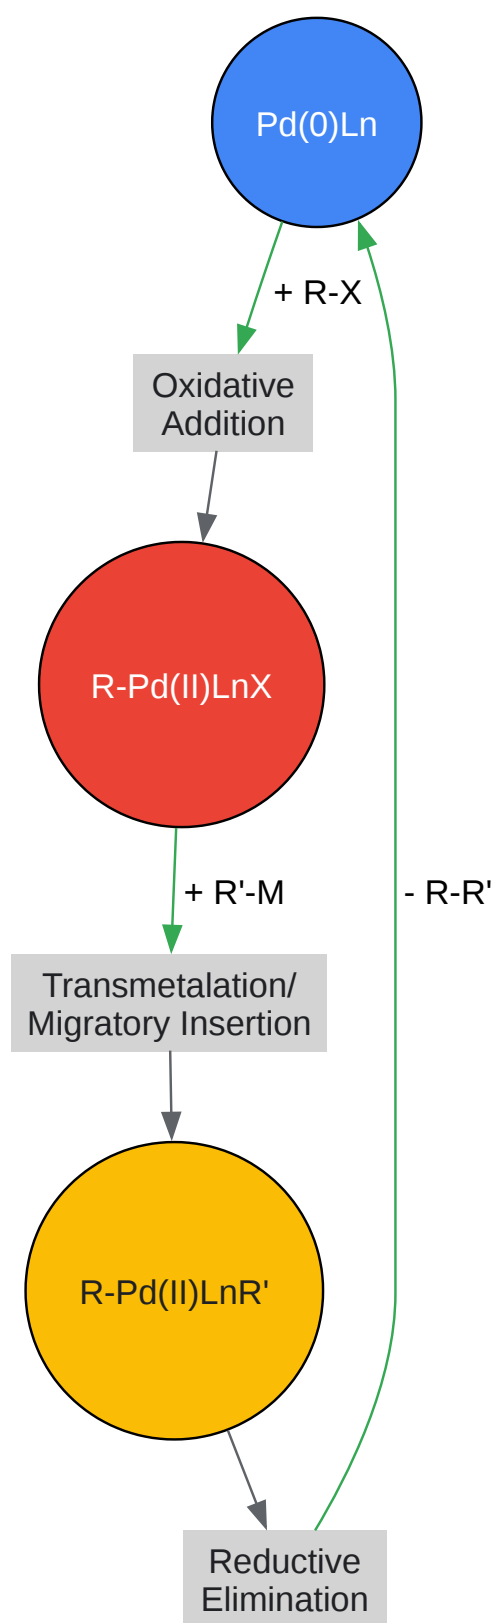 Pd(0)Ln
+ R-X
Oxidative
Addition
R-Pd(II)LnX
+ R'-M
- R-R'
Transmetalation/
Migratory Insertion
R-Pd(II)LnR'
Reductive
Elimination